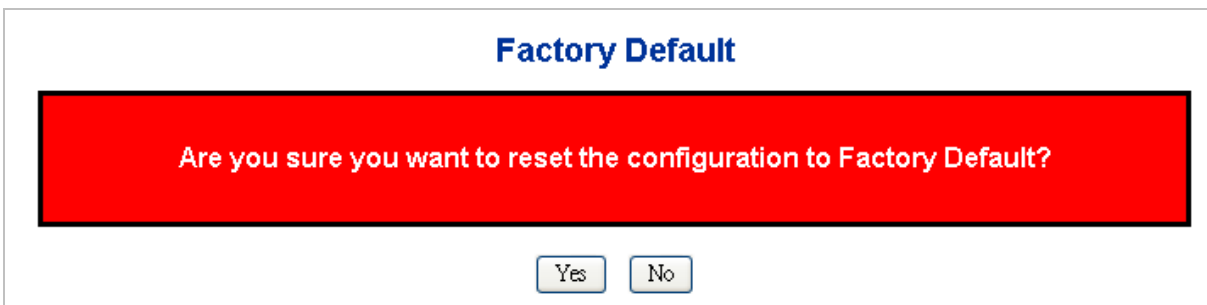 Factory Default
Are you sure you want to reset the configuration to Factory Default?
Yes No